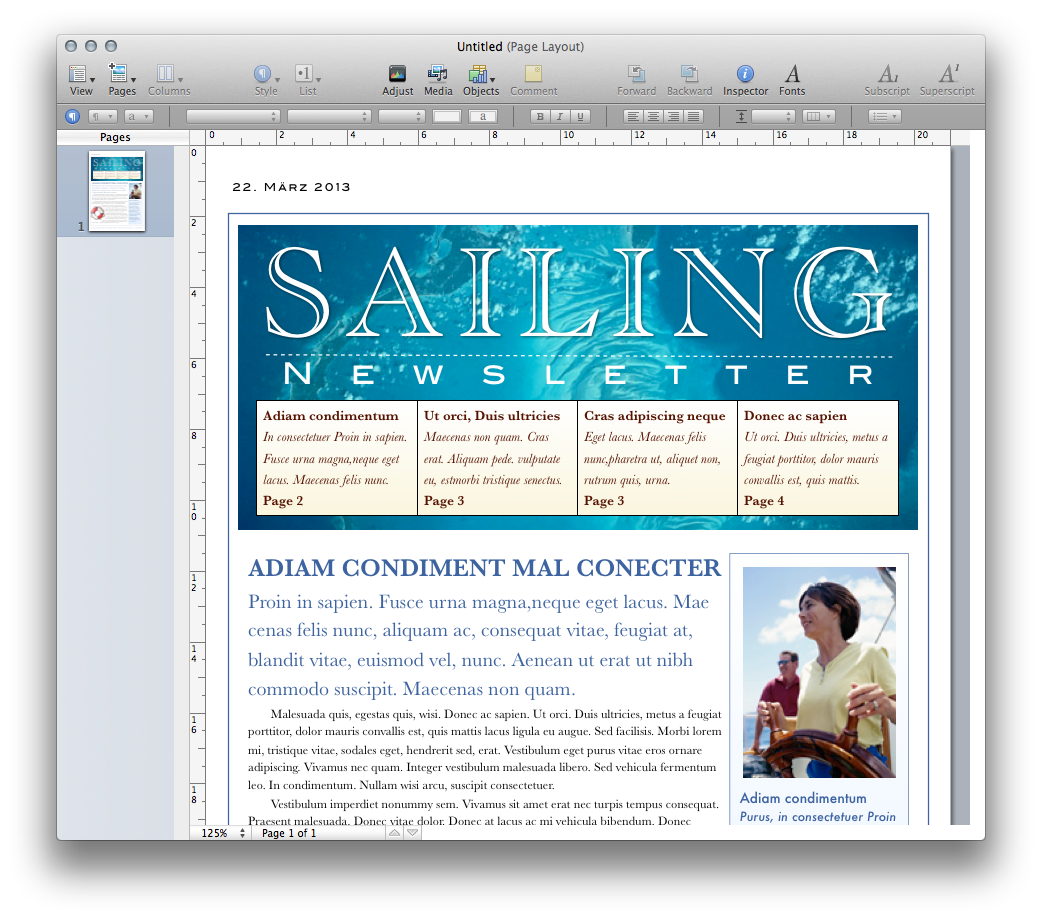 Untitled (Page Layout)
View Pages Columns Style List Adjust Media Objects Comment Forward Backward Inspector Fonts Subscript Superscript
a a B I U
Pages
0 2 4 6 8 10 12 14 16 18 20
0
2
4
6
8
10
12
14
16
18
1
22. März 2013
SAILING
NEWSLETTER
Adiam condimentum
In consectetuer Proin in sapien.
Fusce urna magna,neque eget
lacus. Maecenas felis nunc.
Page 2
Ut orci, Duis ultricies
Maecenas non quam. Cras
erat. Aliquam pede. vulputate
eu, estmorbi tristique senectus.
Page 3
Cras adipiscing neque
Eget lacus. Maecenas felis
nunc,pharetra ut, aliquet non,
rutrum quis, urna.
Page 3
Donec ac sapien
Ut orci. Duis ultricies, metus a
feugiat porttitor, dolor mauris
convallis est, quis mattis.
Page 4
ADIAM CONDIMENT MAL CONECTER
Proin in sapien. Fusce urna magna,neque eget lacus. Mae
cenas felis nunc, aliquam ac, consequat vitae, feugiat at,
blandit vitae, euismod vel, nunc. Aenean ut erat ut nibh
commodo suscipit. Maecenas non quam.
Malesuada quis, egestas quis, wisi. Donec ac sapien. Ut orci. Duis ultricies, metus a feugiat
porttitor, dolor mauris convallis est, quis mattis lacus ligula eu augue. Sed facilisis. Morbi lorem
mi, tristique vitae, sodales eget, hendrerit sed, erat. Vestibulum eget purus vitae eros ornare
adipiscing. Vivamus nec quam. Integer vestibulum malesuada libero. Sed vehicula fermentum
leo. In condimentum. Nullam wisi arcu, suscipit consectetuer.
Vestibulum imperdiet nonummy sem. Vivamus sit amet erat nec turpis tempus consequat.
Praesent malesuada. Donec vitae dolor. Donec at lacus ac mi vehicula bibendum. Donec
Adiam condimentum
Purus, in consectetuer Proin
125% Page 1 of 1